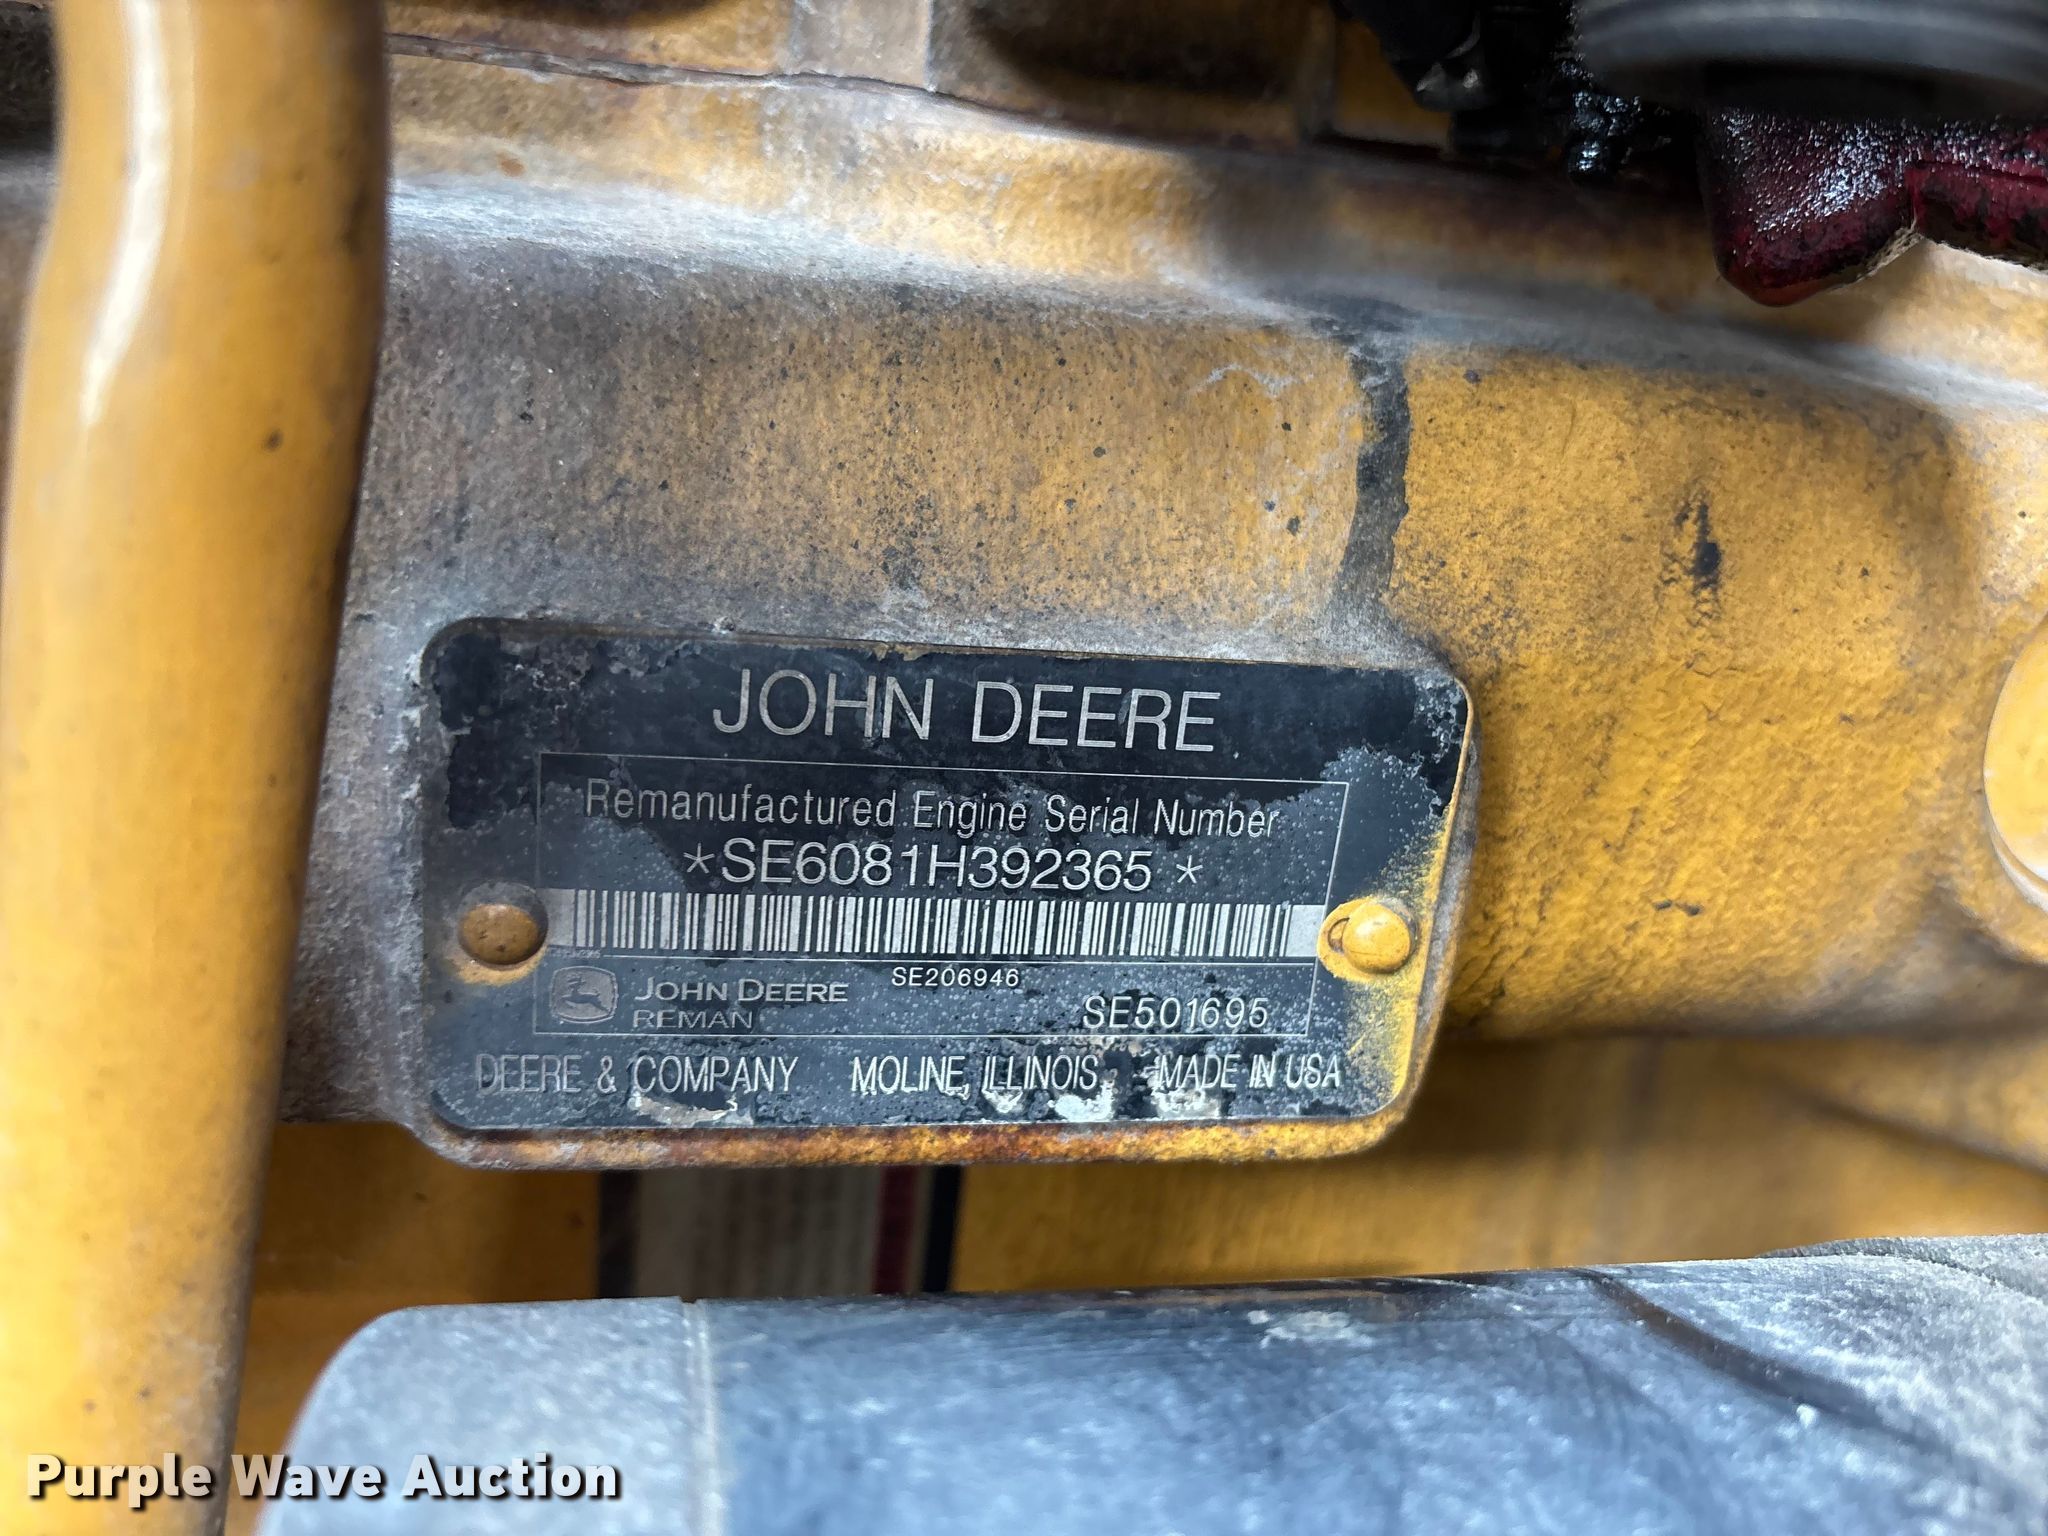 JOHN DEERE
Remanufactured Engine Serial Number
*SE6081H392365*
SE206946
JOHN DEERE
REMAN
SE501695
DEERE & COMPANY MOLINE, ILLINOIS MADE IN USA
Purple Wave Auction